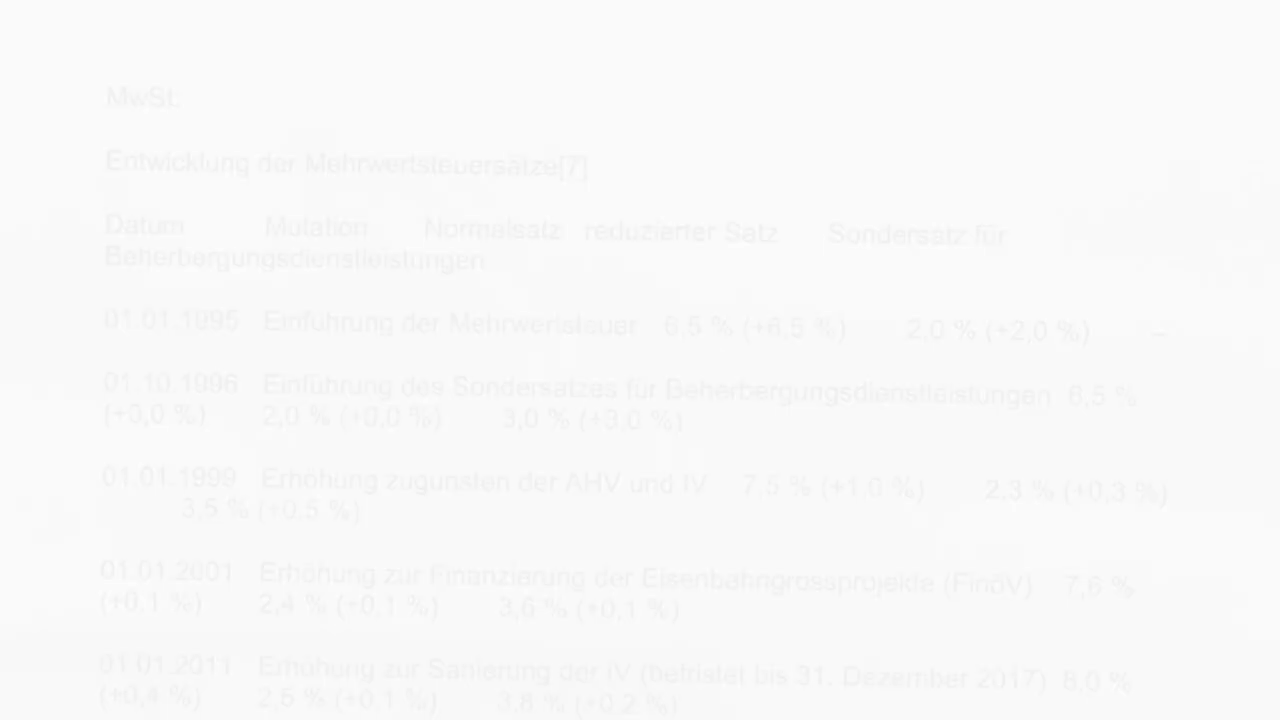 MwSt.
Entwicklung der Mehrwertsteuersätze[7]
Datum Mutation Normalsatz reduzierter Satz Sondersatz für
Beherbergungsdienstleistungen
01.01.1995 Einführung der Mehrwertsteuer 6,5 % (+6,5 %) 2,0 % (+2,0 %) –
01.10.1996 Einführung des Sondersatzes für Beherbergungsdienstleistungen 6,5 %
(+0,0 %) 2,0 % (+0,0 %) 3,0 % (+3,0 %)
01.01.1999 Erhöhung zugunsten der AHV und IV 7,5 % (+1,0 %) 2,3 % (+0,3 %)
3,5 % (+0,5 %)
01.01.2001 Erhöhung zur Finanzierung der Eisenbahngrossprojekte (FinöV) 7,6 %
(+0,1 %) 2,4 % (+0,1 %) 3,6 % (+0,1 %)
01.01.2011 Erhöhung zur Sanierung der IV (befristet bis 31. Dezember 2017) 8,0 %
(+0,4 %) 2,5 % (+0,1 %) 3,8 % (+0,2 %)